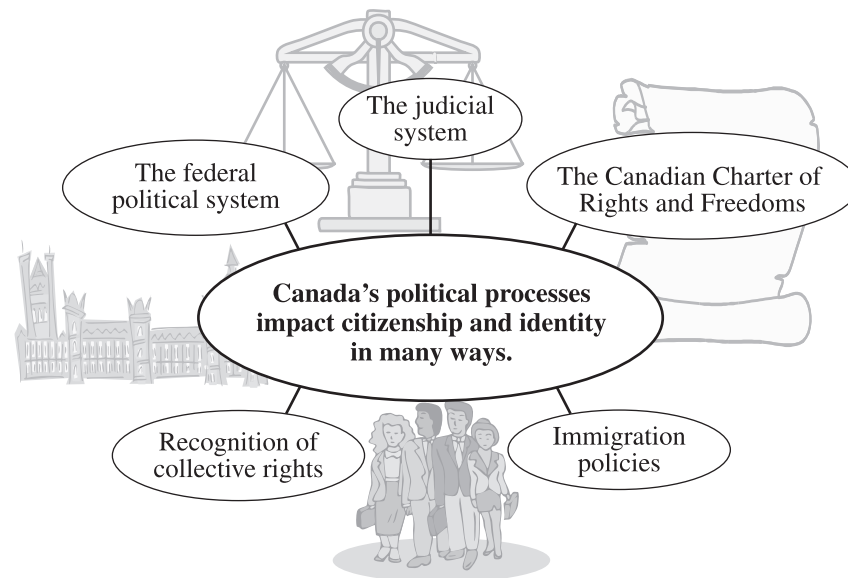 The judicial
system
The federal
political system
The Canadian Charter of
Rights and Freedoms
Canada’s political processes
impact citizenship and identity
in many ways.
Recognition of
collective rights
Immigration
policies